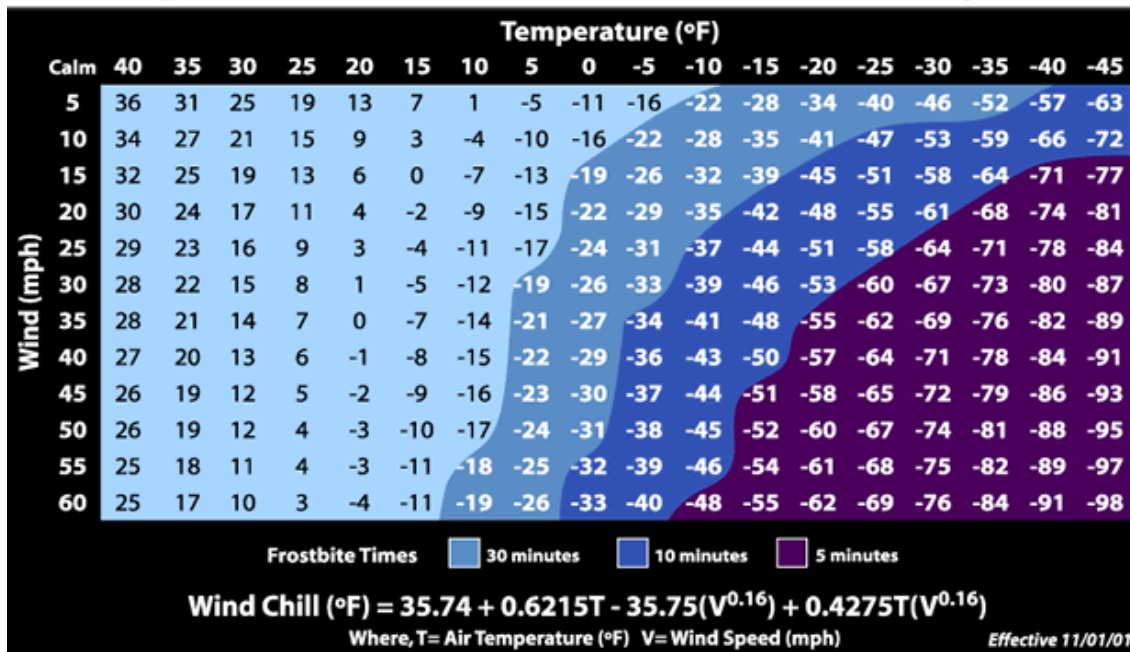 Temperature (ºF)
Calm 40 35 30 25 20 15 10 5 0 -5 -10 -15 -20 -25 -30 -35 -40 -45
5 36 31 25 19 13 7 1 -5 -11 -16 -22 -28 -34 -40 -46 -52 -57 -63
10 34 27 21 15 9 3 -4 -10 -16 -22 -28 -35 -41 -47 -53 -59 -66 -72
15 32 25 19 13 6 0 -7 -13 -19 -26 -32 -39 -45 -51 -58 -64 -71 -77
20 30 24 17 11 4 -2 -9 -15 -22 -29 -35 -42 -48 -55 -61 -68 -74 -81
25 29 23 16 9 3 -4 -11 -17 -24 -31 -37 -44 -51 -58 -64 -71 -78 -84
30 28 22 15 8 1 -5 -12 -19 -26 -33 -39 -46 -53 -60 -67 -73 -80 -87
35 28 21 14 7 0 -7 -14 -21 -27 -34 -41 -48 -55 -62 -69 -76 -82 -89
40 27 20 13 6 -1 -8 -15 -22 -29 -36 -43 -50 -57 -64 -71 -78 -84 -91
45 26 19 12 5 -2 -9 -16 -23 -30 -37 -44 -51 -58 -65 -72 -79 -86 -93
50 26 19 12 4 -3 -10 -17 -24 -31 -38 -45 -52 -60 -67 -74 -81 -88 -95
55 25 18 11 4 -3 -11 -18 -25 -32 -39 -46 -54 -61 -68 -75 -82 -89 -97
60 25 17 10 3 -4 -11 -19 -26 -33 -40 -48 -55 -62 -69 -76 -84 -91 -98
Wind (mph)
Frostbite Times 30 minutes 10 minutes 5 minutes
Wind Chill (ºF) = 35.74 + 0.6215T - 35.75(V^0.16) + 0.4275T(V^0.16)
Where, T= Air Temperature (ºF) V= Wind Speed (mph) Effective 11/01/01